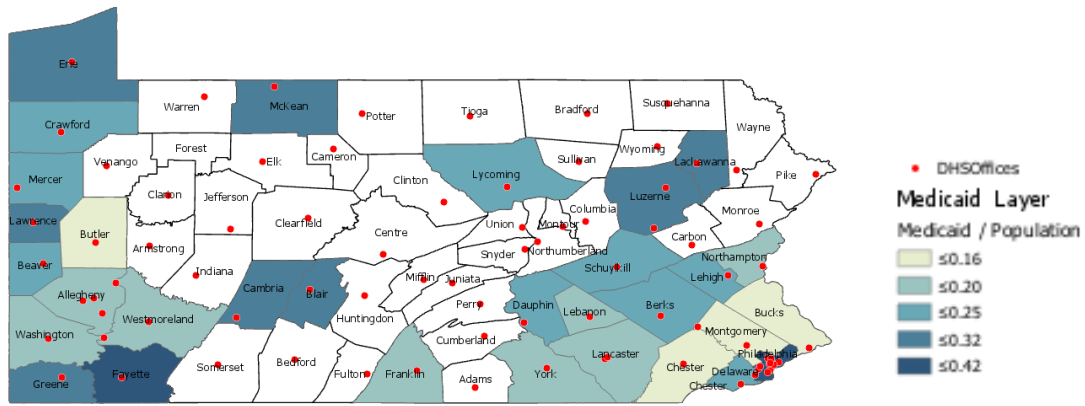 Erie
Warren
McKean
Potter
Tioga
Bradford
Susquehanna
Wayne
Crawford
Forest
Venango
Elk
Cameron
Sullivan
Wyoming
Lackawanna
Pike
Mercer
Clarion
Jefferson
Clinton
Lycoming
Luzerne
Columbia
Monroe
Lawrence
Butler
Armstrong
Clearfield
Centre
Union
Montour
Northumberland
Carbon
Snyder
Northampton
Beaver
Indiana
Mifflin
Juniata
Schuylkill
Lehigh
Allegheny
Cambria
Blair
Huntingdon
Perry
Dauphin
Lebanon
Berks
Bucks
Washington
Westmoreland
Cumberland
Montgomery
Lancaster
Philadelphia
Greene
Fayette
Somerset
Bedford
Fulton
Franklin
Adams
York
Chester
Delaware
Chester
DHSOffices
Medicaid Layer
Medicaid / Population
≤0.16
≤0.20
≤0.25
≤0.32
≤0.42